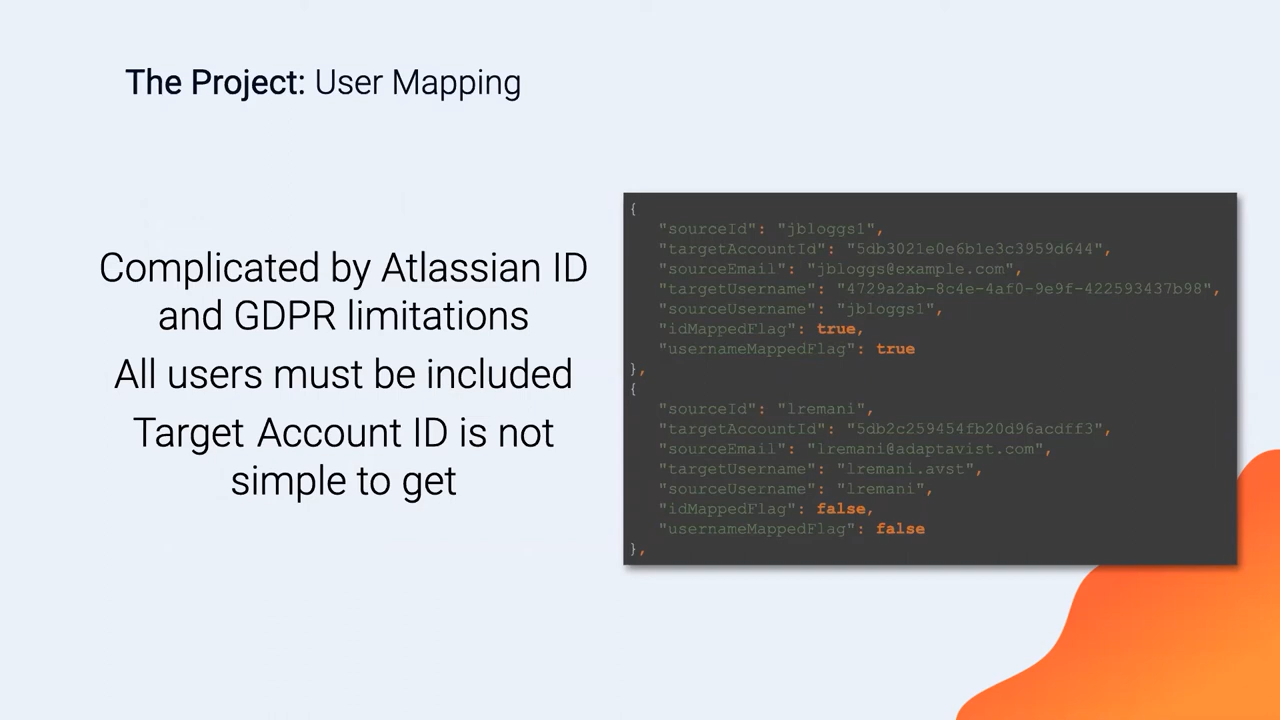 The Project: User Mapping
Complicated by Atlassian ID
and GDPR limitations
All users must be included
Target Account ID is not
simple to get
{
"sourceId": "jbloggs1",
"targetAccountId": "5db3021e0e6b1e3c3959d644",
"sourceEmail": "jbloggs@example.com",
"targetUsername": "4729a2ab-8c4e-4af0-9e9f-422593437b98",
"sourceUsername": "jbloggs1",
"idMappedFlag": true,
"usernameMappedFlag": true
},
{
"sourceId": "lremani",
"targetAccountId": "5db2c259454fb20d96acdff3",
"sourceEmail": "lremani@adaptavist.com",
"targetUsername": "lremani.avst",
"sourceUsername": "lremani",
"idMappedFlag": false,
"usernameMappedFlag": false
},